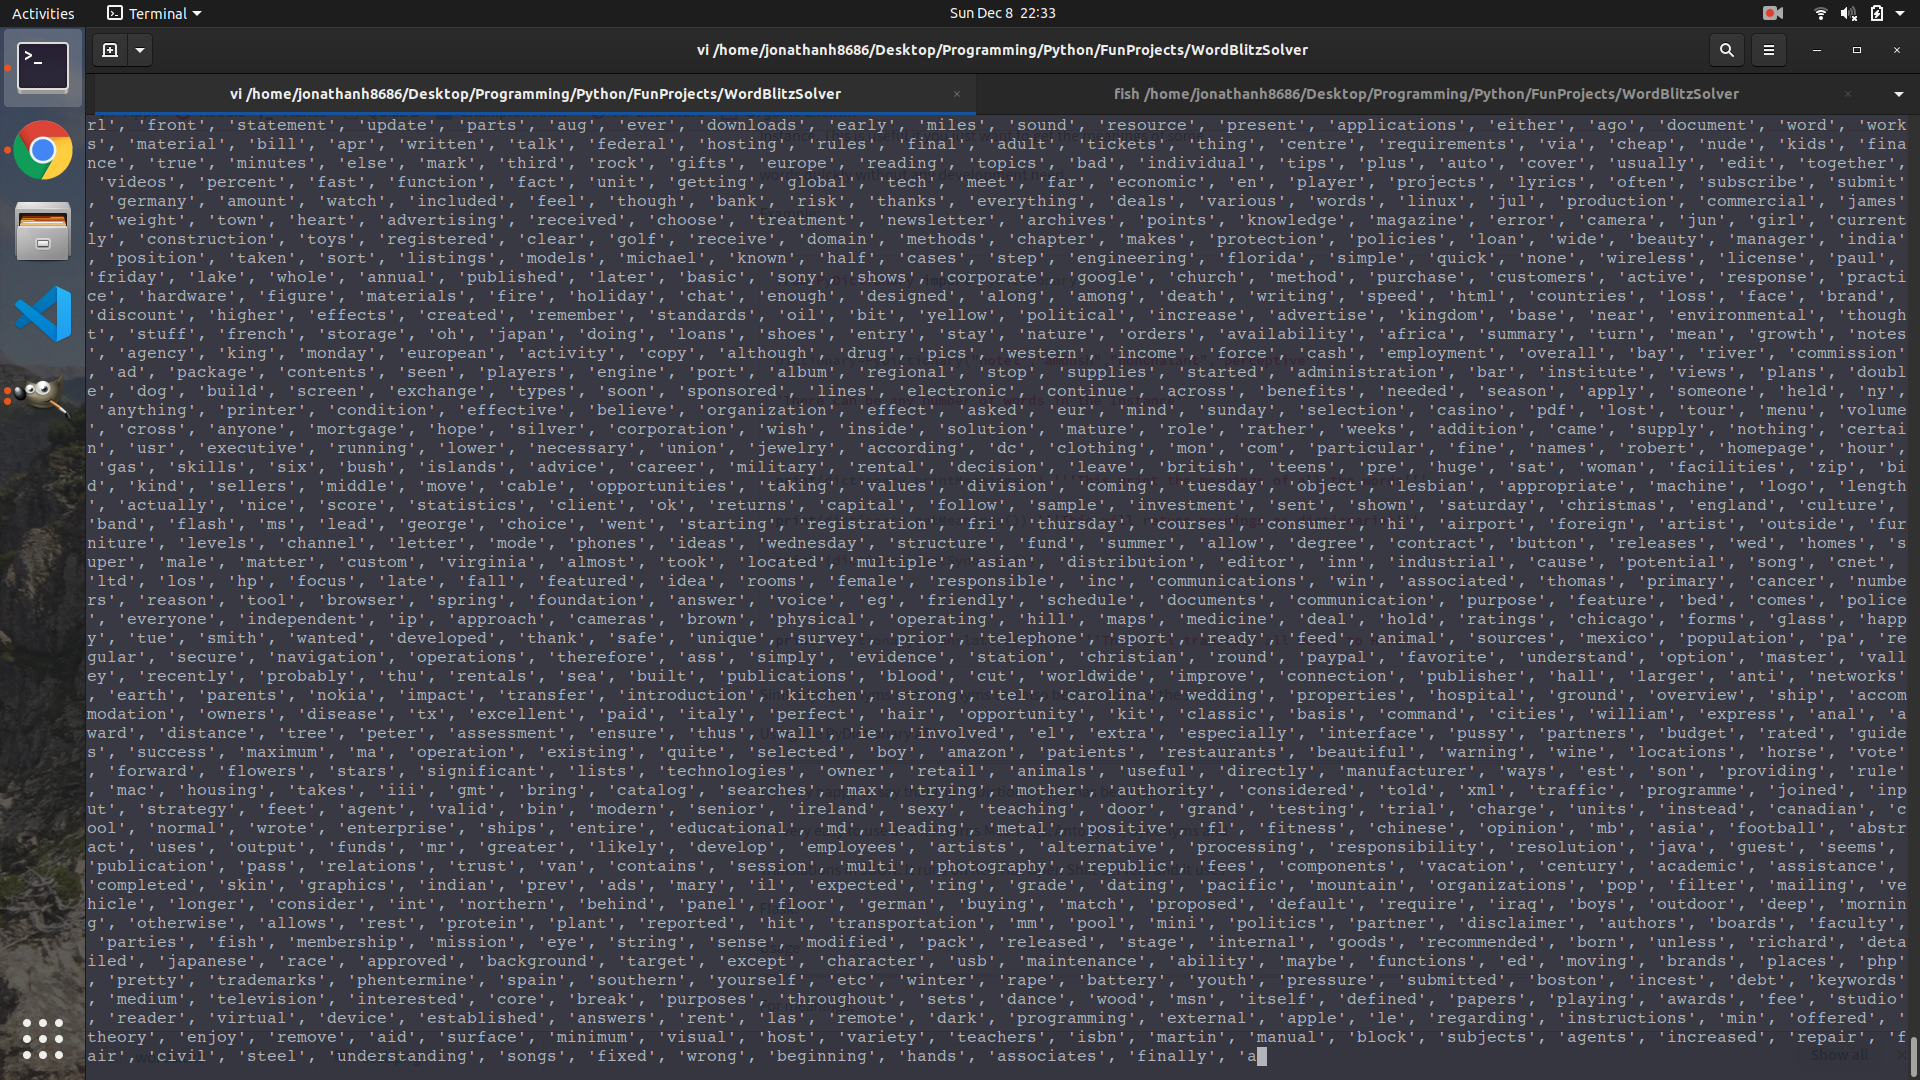 Activities
Terminal
Sun Dec 8 22:33
vi /home/jonathanh8686/Desktop/Programming/Python/FunProjects/WordBlitzSolver
vi /home/jonathanh8686/Desktop/Programming/Python/FunProjects/WordBlitzSolver
fish /home/jonathanh8686/Desktop/Programming/Python/FunProjects/WordBlitzSolver
rl', 'front', 'statement', 'update', 'parts', 'aug', 'ever', 'downloads', 'early', 'miles', 'sound', 'resource', 'present', 'applications', 'either', 'ago', 'document', 'word', 'work
s', 'material', 'bill', 'apr', 'written', 'talk', 'federal', 'hosting', 'rules', 'final', 'adult', 'tickets', 'thing', 'centre', 'requirements', 'via', 'cheap', 'nude', 'kids', 'fina
nce', 'true', 'minutes', 'else', 'mark', 'third', 'rock', 'gifts', 'europe', 'reading', 'topics', 'bad', 'individual', 'tips', 'plus', 'auto', 'cover', 'usually', 'edit', 'together',
'videos', 'percent', 'fast', 'function', 'fact', 'unit', 'getting', 'global', 'tech', 'meet', 'far', 'economic', 'en', 'player', 'projects', 'lyrics', 'often', 'subscribe', 'submit'
, 'germany', 'amount', 'watch', 'included', 'feel', 'though', 'bank', 'risk', 'thanks', 'everything', 'deals', 'various', 'words', 'linux', 'jul', 'production', 'commercial', 'james'
, 'weight', 'town', 'heart', 'advertising', 'received', 'choose', 'treatment', 'newsletter', 'archives', 'points', 'knowledge', 'magazine', 'error', 'camera', 'jun', 'girl', 'current
ly', 'construction', 'toys', 'registered', 'clear', 'golf', 'receive', 'domain', 'methods', 'chapter', 'makes', 'protection', 'policies', 'loan', 'wide', 'beauty', 'manager', 'india'
, 'position', 'taken', 'sort', 'listings', 'models', 'michael', 'known', 'half', 'cases', 'step', 'engineering', 'florida', 'simple', 'quick', 'none', 'wireless', 'license', 'paul',
'friday', 'lake', 'whole', 'annual', 'published', 'later', 'basic', 'sony', 'shows', 'corporate', 'google', 'church', 'method', 'purchase', 'customers', 'active', 'response', 'practi
ce', 'hardware', 'figure', 'materials', 'fire', 'holiday', 'chat', 'enough', 'designed', 'along', 'among', 'death', 'writing', 'speed', 'html', 'countries', 'loss', 'face', 'brand',
'discount', 'higher', 'effects', 'created', 'remember', 'standards', 'oil', 'bit', 'yellow', 'political', 'increase', 'advertise', 'kingdom', 'base', 'near', 'environmental', 'though
t', 'stuff', 'french', 'storage', 'oh', 'japan', 'doing', 'loans', 'shoes', 'entry', 'stay', 'nature', 'orders', 'availability', 'africa', 'summary', 'turn', 'mean', 'growth', 'notes
', 'agency', 'king', 'monday', 'european', 'activity', 'copy', 'although', 'drug', 'pics', 'western', 'income', 'force', 'cash', 'employment', 'overall', 'bay', 'river', 'commission'
, 'ad', 'package', 'contents', 'seen', 'players', 'engine', 'port', 'album', 'regional', 'stop', 'supplies', 'started', 'administration', 'bar', 'institute', 'views', 'plans', 'doubl
e', 'dog', 'build', 'screen', 'exchange', 'types', 'soon', 'sponsored', 'lines', 'electronic', 'continue', 'across', 'benefits', 'needed', 'season', 'apply', 'someone', 'held', 'ny',
'anything', 'printer', 'condition', 'effective', 'believe', 'organization', 'effect', 'asked', 'eur', 'mind', 'sunday', 'selection', 'casino', 'pdf', 'lost', 'tour', 'menu', 'volume'
, 'cross', 'anyone', 'mortgage', 'hope', 'silver', 'corporation', 'wish', 'inside', 'solution', 'mature', 'role', 'rather', 'weeks', 'addition', 'came', 'supply', 'nothing', 'certai
n', 'usr', 'executive', 'running', 'lower', 'necessary', 'union', 'jewelry', 'according', 'dc', 'clothing', 'mon', 'com', 'particular', 'fine', 'names', 'robert', 'homepage', 'hour',
'gas', 'skills', 'six', 'bush', 'islands', 'advice', 'career', 'military', 'rental', 'decision', 'leave', 'british', 'teens', 'pre', 'huge', 'sat', 'woman', 'facilities', 'zip', 'bi
d', 'kind', 'sellers', 'middle', 'move', 'cable', 'opportunities', 'taking', 'values', 'division', 'coming', 'tuesday', 'object', 'lesbian', 'appropriate', 'machine', 'logo', 'length
', 'actually', 'nice', 'score', 'statistics', 'client', 'ok', 'returns', 'capital', 'follow', 'sample', 'investment', 'sent', 'shown', 'saturday', 'christmas', 'england', 'culture',
'band', 'flash', 'ms', 'lead', 'george', 'choice', 'went', 'starting', 'registration', 'fri', 'thursday', 'courses', 'consumer', 'hi', 'airport', 'foreign', 'artist', 'outside', 'fur
niture', 'levels', 'channel', 'letter', 'mode', 'phones', 'ideas', 'wednesday', 'structure', 'fund', 'summer', 'allow', 'degree', 'contract', 'button', 'releases', 'wed', 'homes', 's
uper', 'male', 'matter', 'custom', 'virginia', 'almost', 'took', 'located', 'multiple', 'asian', 'distribution', 'editor', 'inn', 'industrial', 'cause', 'potential', 'song', 'cnet',
'ltd', 'los', 'hp', 'focus', 'late', 'fall', 'featured', 'idea', 'rooms', 'female', 'responsible', 'inc', 'communications', 'win', 'associated', 'thomas', 'primary', 'cancer', 'numbe
rs', 'reason', 'tool', 'browser', 'spring', 'foundation', 'answer', 'voice', 'eg', 'friendly', 'schedule', 'documents', 'communication', 'purpose', 'feature', 'bed', 'comes', 'police
', 'everyone', 'independent', 'ip', 'approach', 'cameras', 'brown', 'physical', 'operating', 'hill', 'maps', 'medicine', 'deal', 'hold', 'ratings', 'chicago', 'forms', 'glass', 'happ
y', 'tue', 'smith', 'wanted', 'developed', 'thank', 'safe', 'unique', 'survey', 'prior', 'telephone', 'sport', 'ready', 'feed', 'animal', 'sources', 'mexico', 'population', 'pa', 're
gular', 'secure', 'navigation', 'operations', 'therefore', 'ass', 'simply', 'evidence', 'station', 'christian', 'round', 'paypal', 'favorite', 'understand', 'option', 'master', 'vall
ey', 'recently', 'probably', 'thu', 'rentals', 'sea', 'built', 'publications', 'blood', 'cut', 'worldwide', 'improve', 'connection', 'publisher', 'hall', 'larger', 'anti', 'networks'
, 'earth', 'parents', 'nokia', 'impact', 'transfer', 'introduction', 'kitchen', 'strong', 'tel', 'carolina', 'wedding', 'properties', 'hospital', 'ground', 'overview', 'ship', 'accom
modation', 'owners', 'disease', 'tx', 'excellent', 'paid', 'italy', 'perfect', 'hair', 'opportunity', 'kit', 'classic', 'basis', 'command', 'cities', 'william', 'express', 'anal', 'a
ward', 'distance', 'tree', 'peter', 'assessment', 'ensure', 'thus', 'wall', 'ie', 'involved', 'el', 'extra', 'especially', 'interface', 'pussy', 'partners', 'budget', 'rated', 'guide
s', 'success', 'maximum', 'ma', 'operation', 'existing', 'quite', 'selected', 'boy', 'amazon', 'patients', 'restaurants', 'beautiful', 'warning', 'wine', 'locations', 'horse', 'vote'
, 'forward', 'flowers', 'stars', 'significant', 'lists', 'technologies', 'owner', 'retail', 'animals', 'useful', 'directly', 'manufacturer', 'ways', 'est', 'son', 'providing', 'rule'
, 'mac', 'housing', 'takes', 'iii', 'gmt', 'bring', 'catalog', 'searches', 'max', 'trying', 'mother', 'authority', 'considered', 'told', 'xml', 'traffic', 'programme', 'joined', 'inp
ut', 'strategy', 'feet', 'agent', 'valid', 'bin', 'modern', 'senior', 'ireland', 'sexy', 'teaching', 'door', 'grand', 'testing', 'trial', 'charge', 'units', 'instead', 'canadian', 'c
ool', 'normal', 'wrote', 'enterprise', 'ships', 'entire', 'educational', 'md', 'leading', 'metal', 'positive', 'fl', 'fitness', 'chinese', 'opinion', 'mb', 'asia', 'football', 'abstr
act', 'uses', 'output', 'funds', 'mr', 'greater', 'likely', 'develop', 'employees', 'artists', 'alternative', 'processing', 'responsibility', 'resolution', 'java', 'guest', 'seems',
'publication', 'pass', 'relations', 'trust', 'van', 'contains', 'session', 'multi', 'photography', 'republic', 'fees', 'components', 'vacation', 'century', 'academic', 'assistance',
'completed', 'skin', 'graphics', 'indian', 'prev', 'ads', 'mary', 'il', 'expected', 'ring', 'grade', 'dating', 'pacific', 'mountain', 'organizations', 'pop', 'filter', 'mailing', 've
hicle', 'longer', 'consider', 'int', 'northern', 'behind', 'panel', 'floor', 'german', 'buying', 'match', 'proposed', 'default', 'require', 'iraq', 'boys', 'outdoor', 'deep', 'mornin
g', 'otherwise', 'allows', 'rest', 'protein', 'plant', 'reported', 'hit', 'transportation', 'mm', 'pool', 'mini', 'politics', 'partner', 'disclaimer', 'authors', 'boards', 'faculty',
'parties', 'fish', 'membership', 'mission', 'eye', 'string', 'sense', 'modified', 'pack', 'released', 'stage', 'internal', 'goods', 'recommended', 'born', 'unless', 'richard', 'deta
iled', 'japanese', 'race', 'approved', 'background', 'target', 'except', 'character', 'usb', 'maintenance', 'ability', 'maybe', 'functions', 'ed', 'moving', 'brands', 'places', 'php'
, 'pretty', 'trademarks', 'phentermine', 'spain', 'southern', 'yourself', 'etc', 'winter', 'rape', 'battery', 'youth', 'pressure', 'submitted', 'boston', 'incest', 'debt', 'keywords'
, 'medium', 'television', 'interested', 'core', 'break', 'purposes', 'throughout', 'sets', 'dance', 'wood', 'msn', 'itself', 'defined', 'papers', 'playing', 'awards', 'fee', 'studio'
, 'reader', 'virtual', 'device', 'established', 'answers', 'rent', 'las', 'remote', 'dark', 'programming', 'external', 'apple', 'le', 'regarding', 'instructions', 'min', 'offered', '
theory', 'enjoy', 'remove', 'aid', 'surface', 'minimum', 'visual', 'host', 'variety', 'teachers', 'isbn', 'martin', 'manual', 'block', 'subjects', 'agents', 'increased', 'repair', 'f
air', 'civil', 'steel', 'understanding', 'songs', 'fixed', 'wrong', 'beginning', 'hands', 'associates', 'finally', 'a
Show all